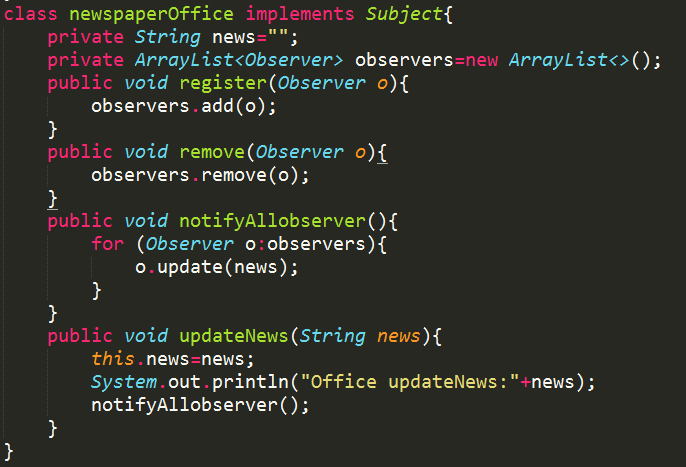 class newspaperOffice implements Subject{
    private String news="";
    private ArrayList<Observer> observers=new ArrayList<>();
    public void register(Observer o){
        observers.add(o);
    }
    public void remove(Observer o){
        observers.remove(o);
    }
    public void notifyAllobserver(){
        for (Observer o:observers){
            o.update(news);
        }
    }
    public void updateNews(String news){
        this.news=news;
        System.out.println("Office updateNews:"+news);
        notifyAllobserver();
    }
}